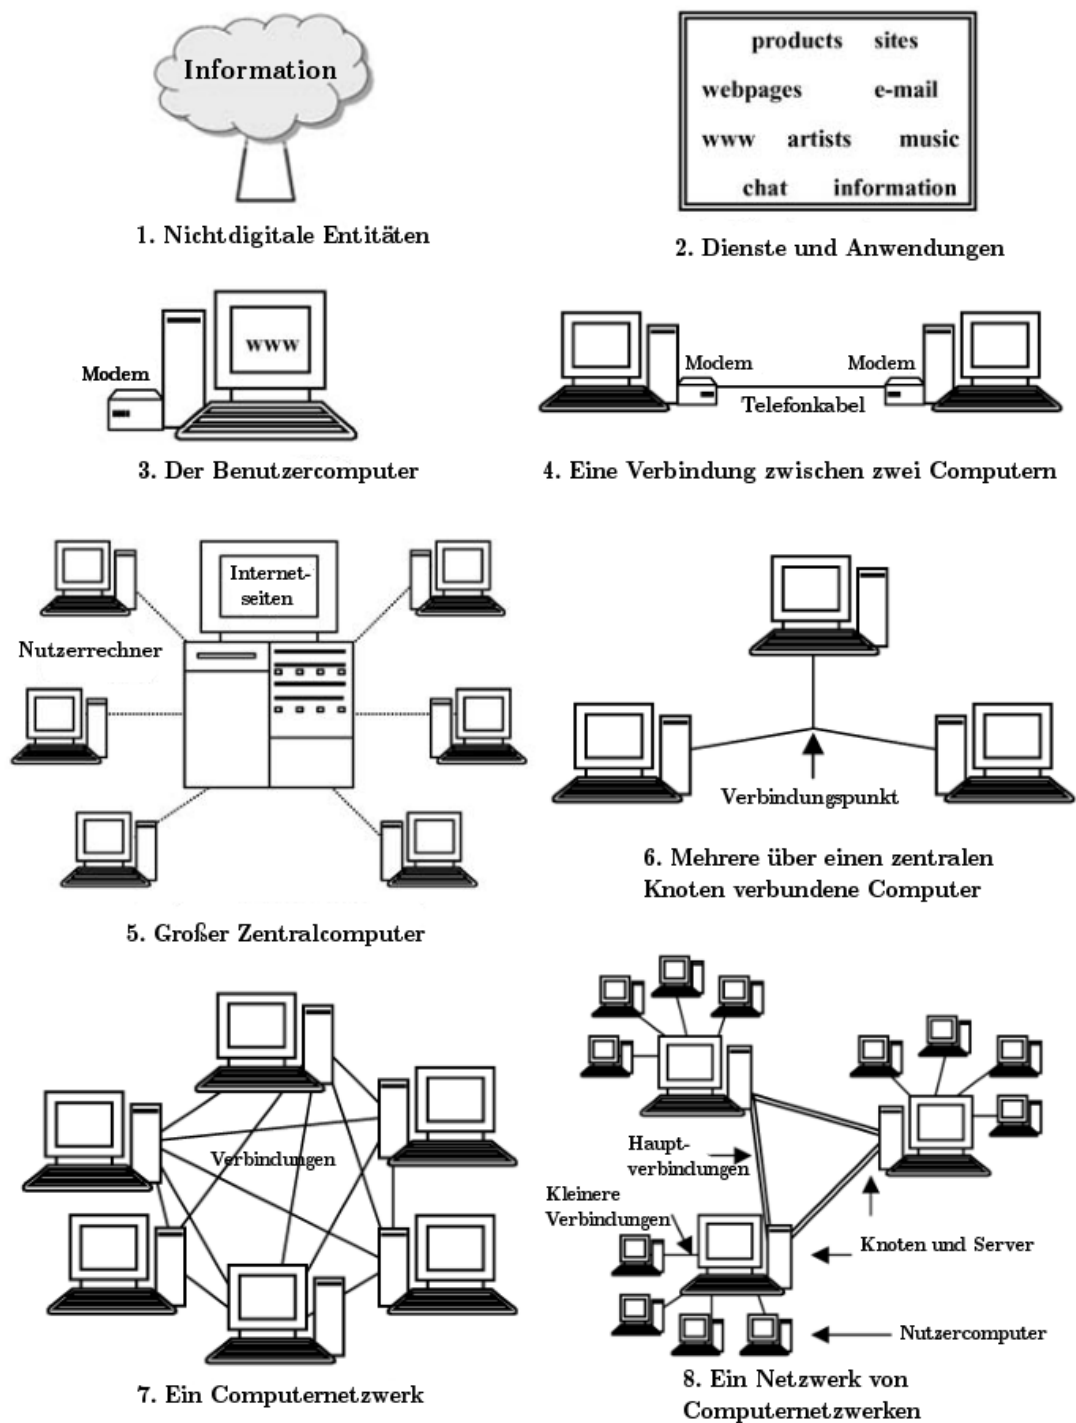 Information
1. Nichtdigitale Entitäten
products sites
webpages e-mail
www artists music
chat information
2. Dienste und Anwendungen
www
Modem
3. Der Benutzercomputer
Modem Modem
Telefonkabel
4. Eine Verbindung zwischen zwei Computern
Internet-
seiten
Nutzerrechner
5. Großer Zentralcomputer
Verbindungspunkt
6. Mehrere über einen zentralen
Knoten verbundene Computer
Verbindungen
7. Ein Computernetzwerk
Haupt-
verbindungen
Kleinere
Verbindungen
Knoten und Server
Nutzercomputer
8. Ein Netzwerk von
Computernetzwerken